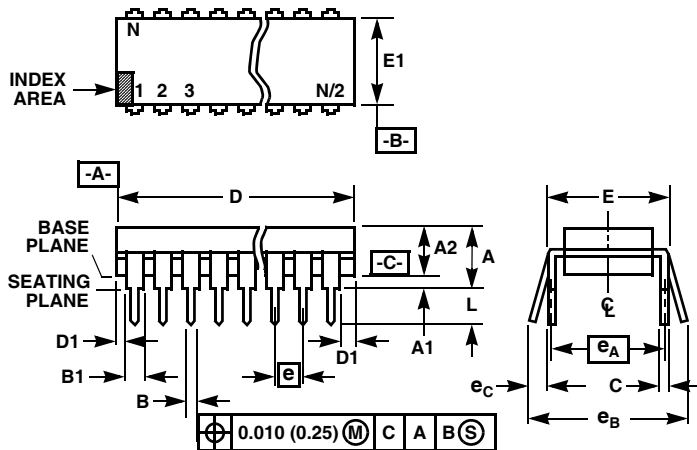 N
E1
INDEX
AREA
1 2 3 N/2
-B-
-A-
D
E
BASE
PLANE
A2
A
-C-
SEATING
PLANE
L
℄
D1
A1
D1
B1
e
eA
B
eC
C
eB
⌖ 0.010 (0.25) Ⓜ C A B Ⓢ